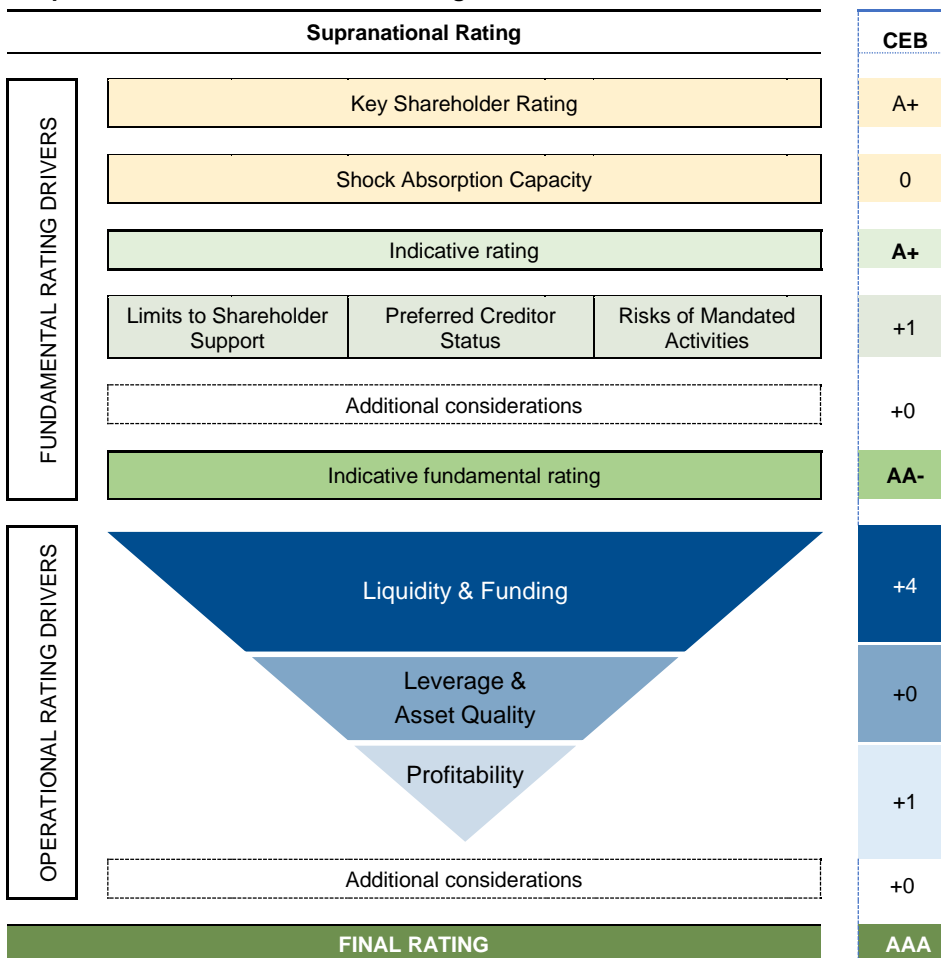 Supranational Rating
CEB
FUNDAMENTAL RATING DRIVERS
Key Shareholder Rating
A+
Shock Absorption Capacity
0
Indicative rating
A+
Limits to Shareholder
Support
Preferred Creditor
Status
Risks of Mandated
Activities
+1
Additional considerations
+0
Indicative fundamental rating
AA-
OPERATIONAL RATING DRIVERS
Liquidity & Funding
+4
Leverage &
Asset Quality
+0
Profitability
+1
Additional considerations
+0
FINAL RATING
AAA